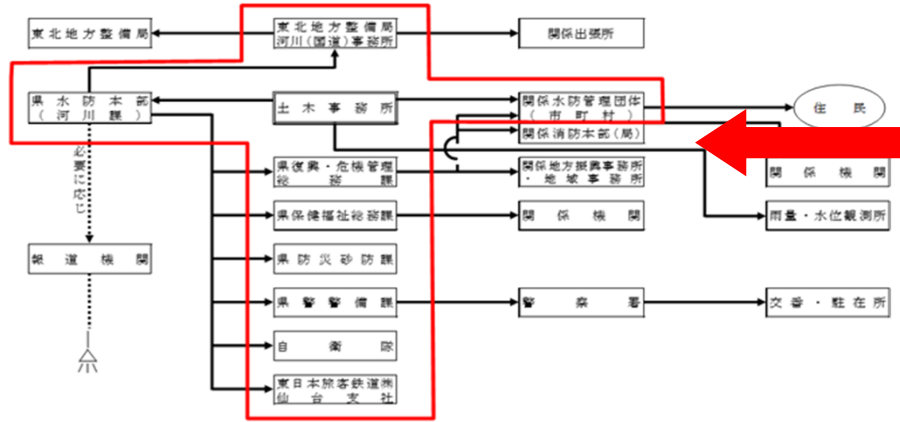 東北地方整備局
東北地方整備局
河川(国道)事務所
関係出張所
県水防本部
(河川課)
土木事務所
関係水防管理団体
(市町村)
住民
関係消防本部(局)
必要に応じ
県復興・危機管理
総務課
関係地方振興事務所
・地域事務所
関係機関
県保健福祉総務課
関係機関
雨量・水位観測所
報道機関
県防災砂防課
県警警備課
警察署
交番・駐在所
自衛隊
東日本旅客鉄道㈱
仙台支社